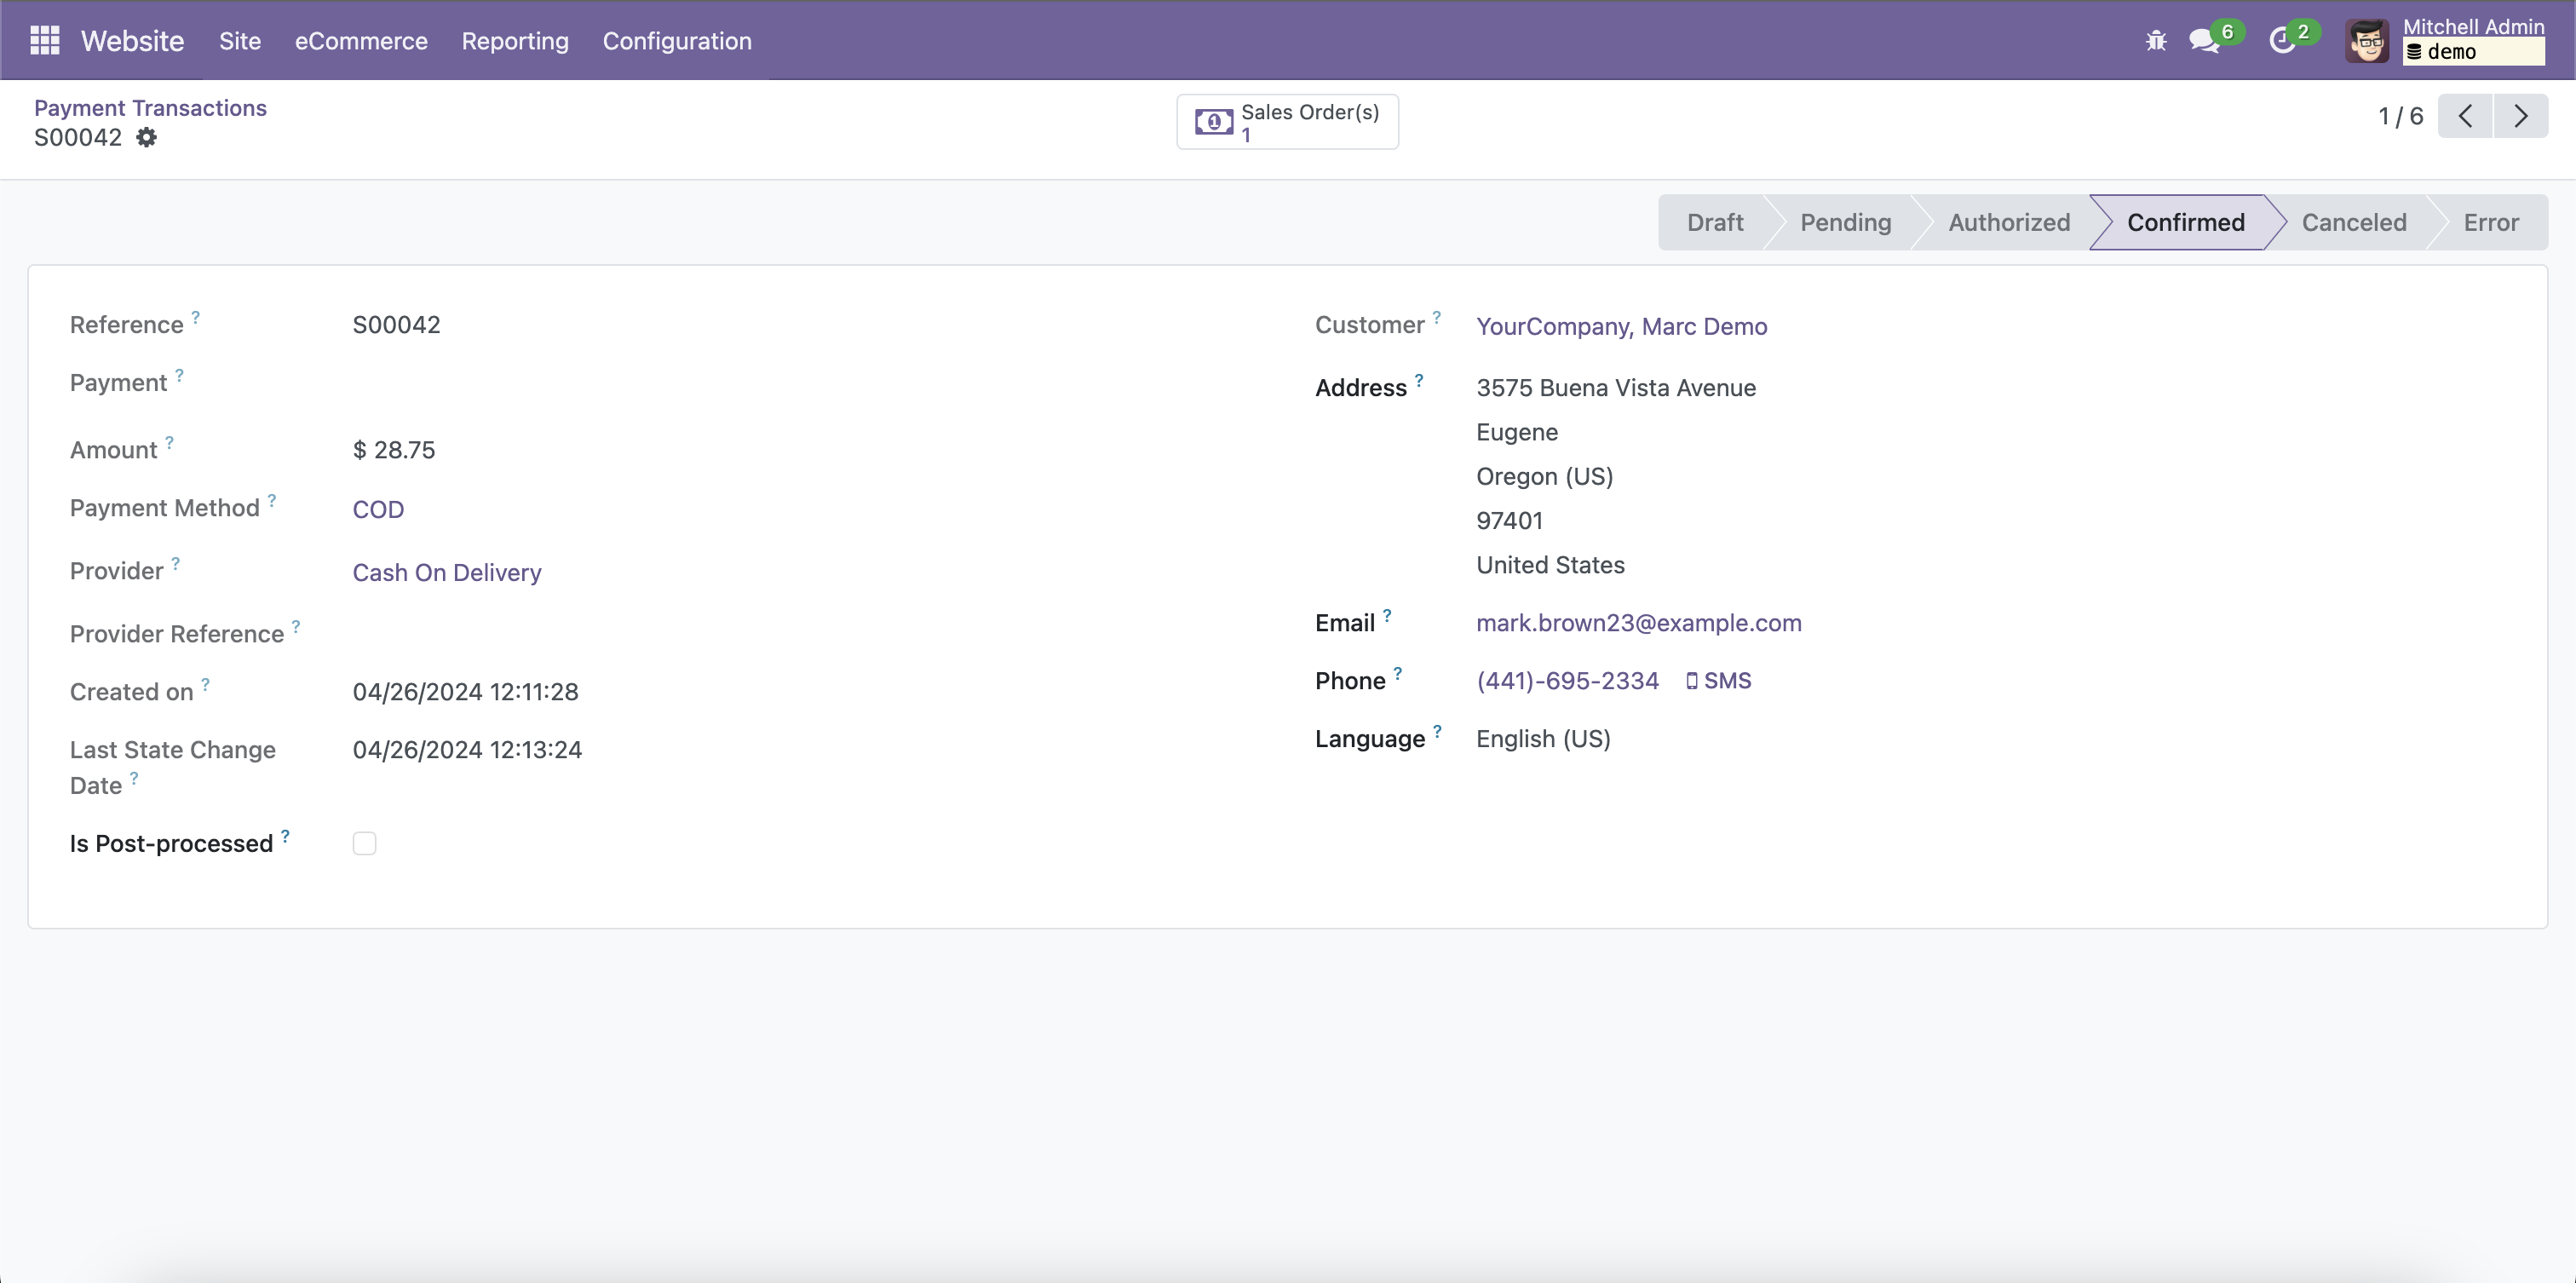 Website Site eCommerce Reporting Configuration 6 2 Mitchell Admin
demo
Payment Transactions
S00042
Sales Order(s)
1
1 / 6
Draft Pending Authorized Confirmed Canceled Error
Reference ? S00042
Payment ?
Amount ? $ 28.75
Payment Method ? COD
Provider ? Cash On Delivery
Provider Reference ?
Created on ? 04/26/2024 12:11:28
Last State Change 04/26/2024 12:13:24
Date ?
Is Post-processed ?
Customer ? YourCompany, Marc Demo
Address ? 3575 Buena Vista Avenue
Eugene
Oregon (US)
97401
United States
Email ? mark.brown23@example.com
Phone ? (441)-695-2334 SMS
Language ? English (US)